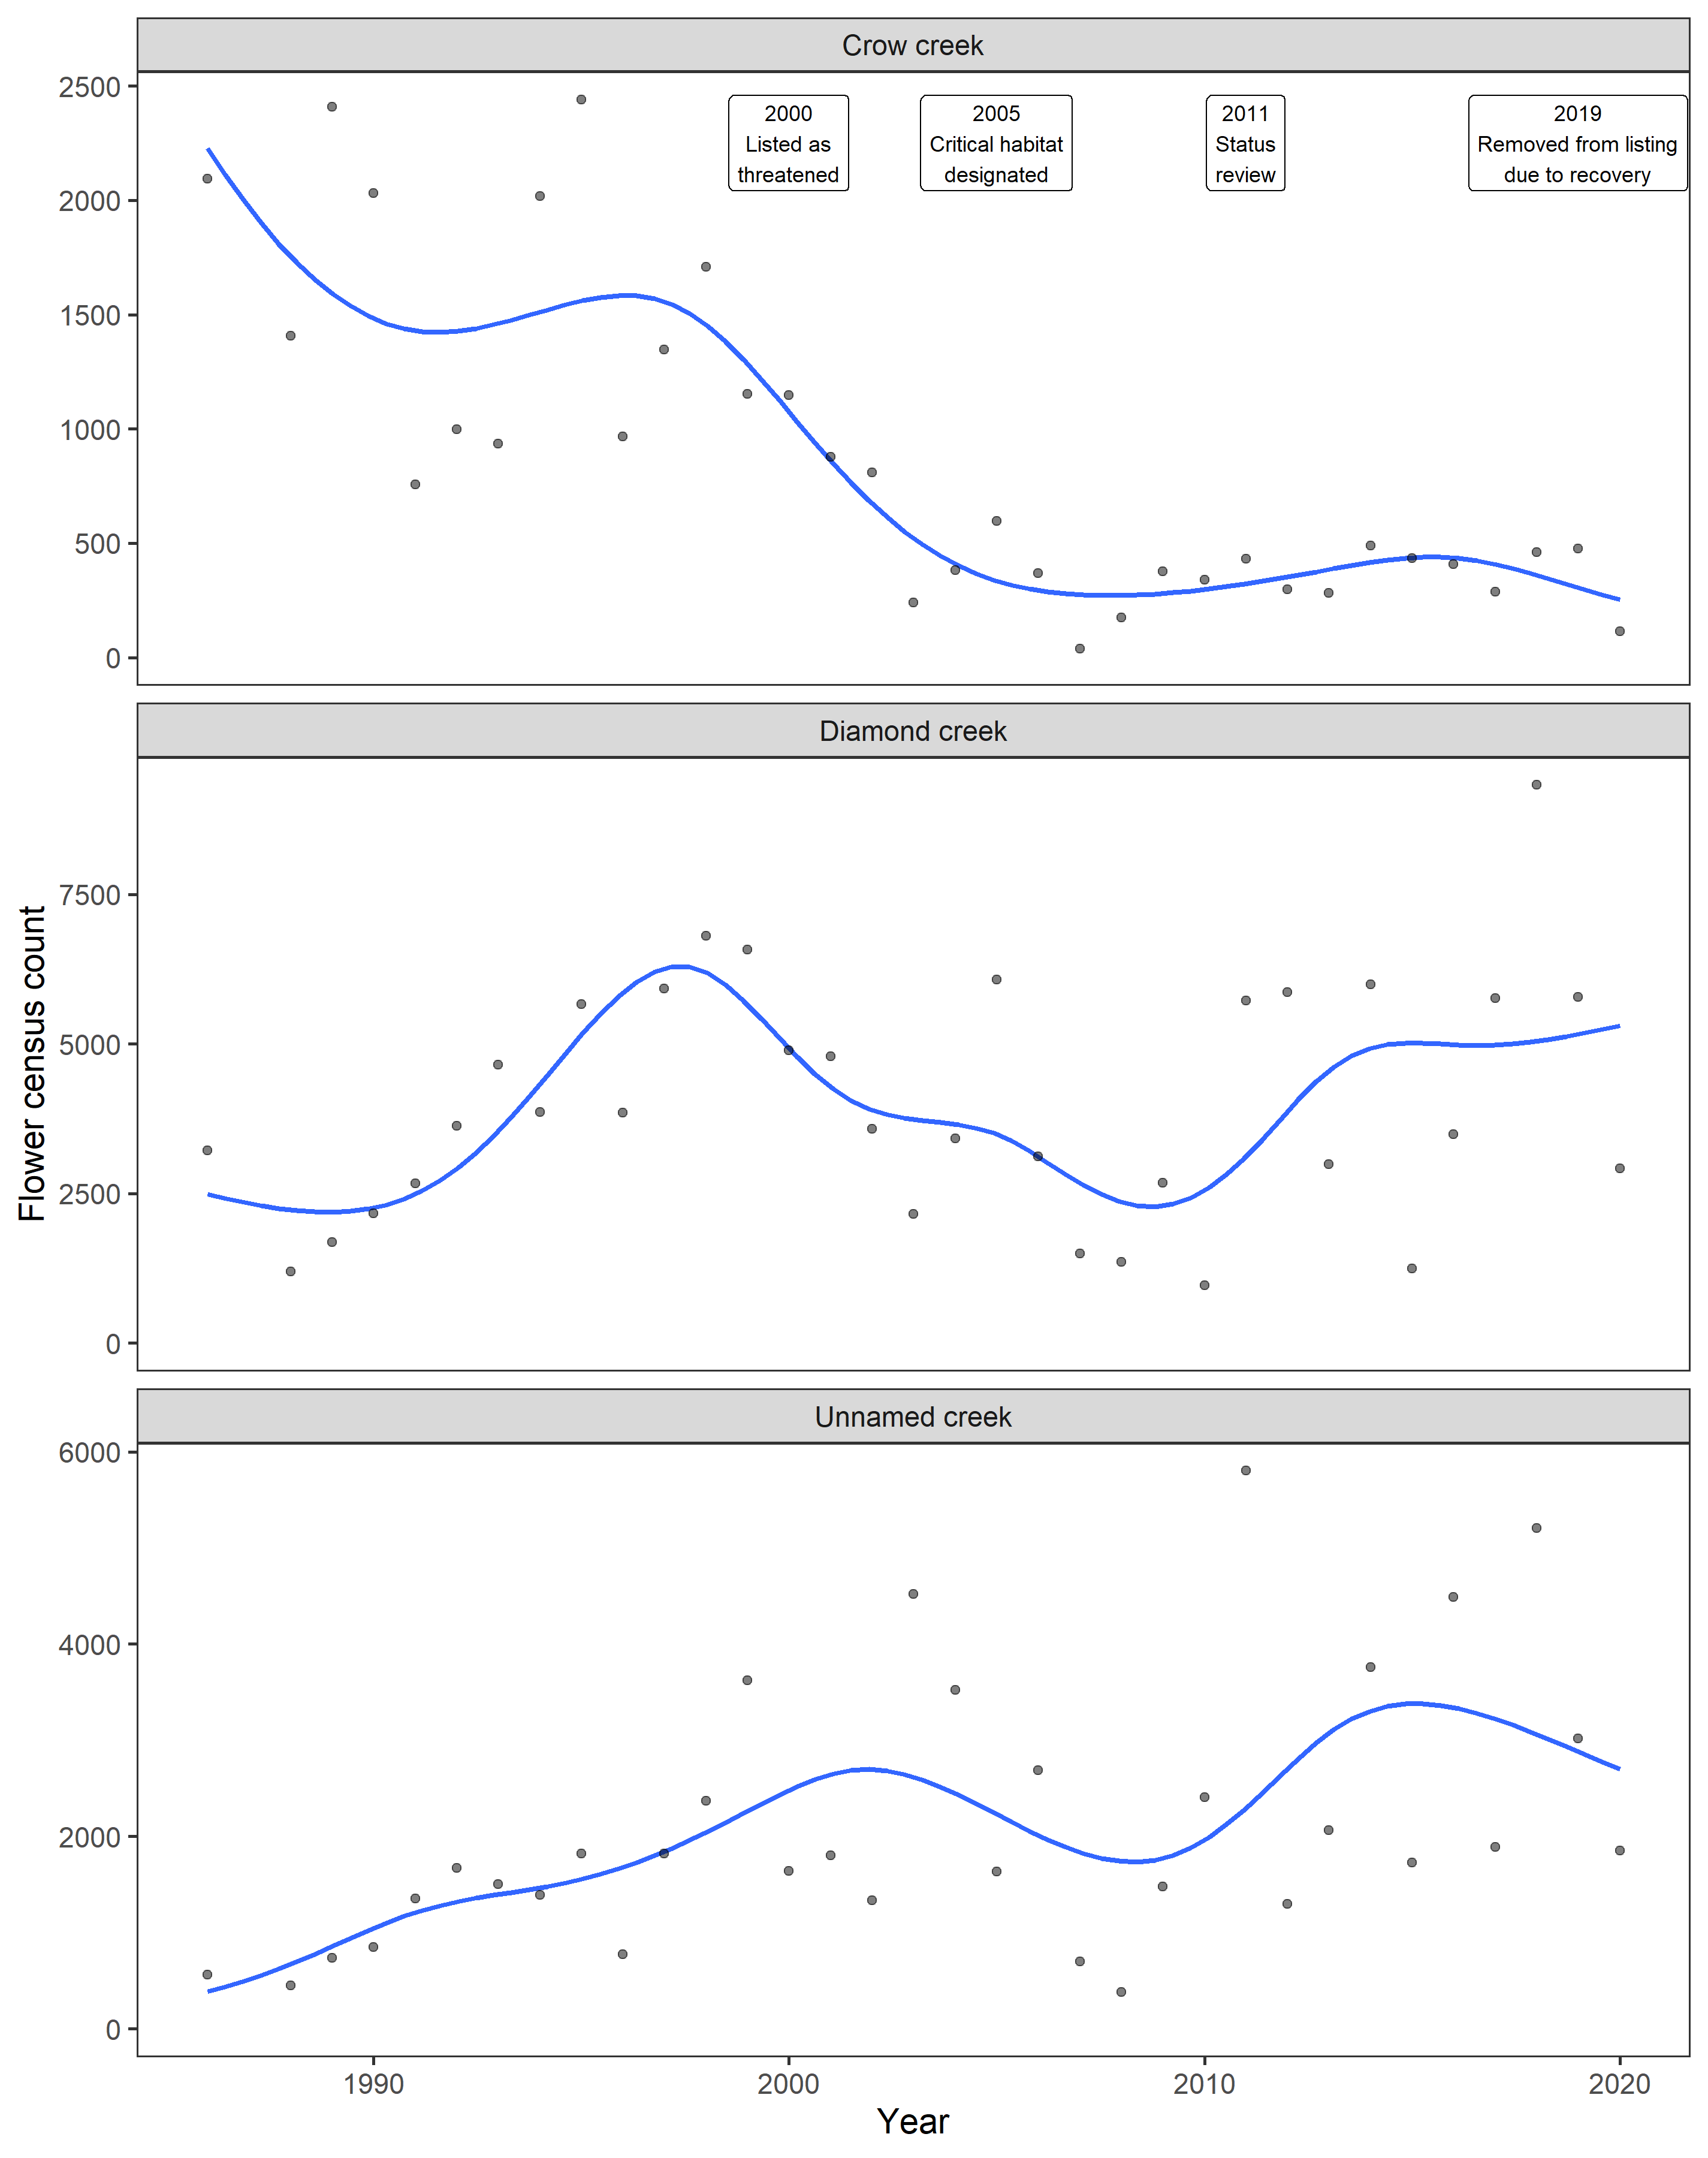 Crow creek
2500
2000
1500
1000
500
0
2000
Listed as
threatened
2005
Critical habitat
designated
2011
Status
review
2019
Removed from listing
due to recovery
Diamond creek
7500
5000
2500
0
Flower census count
Unnamed creek
6000
4000
2000
0
1990
2000
2010
2020
Year